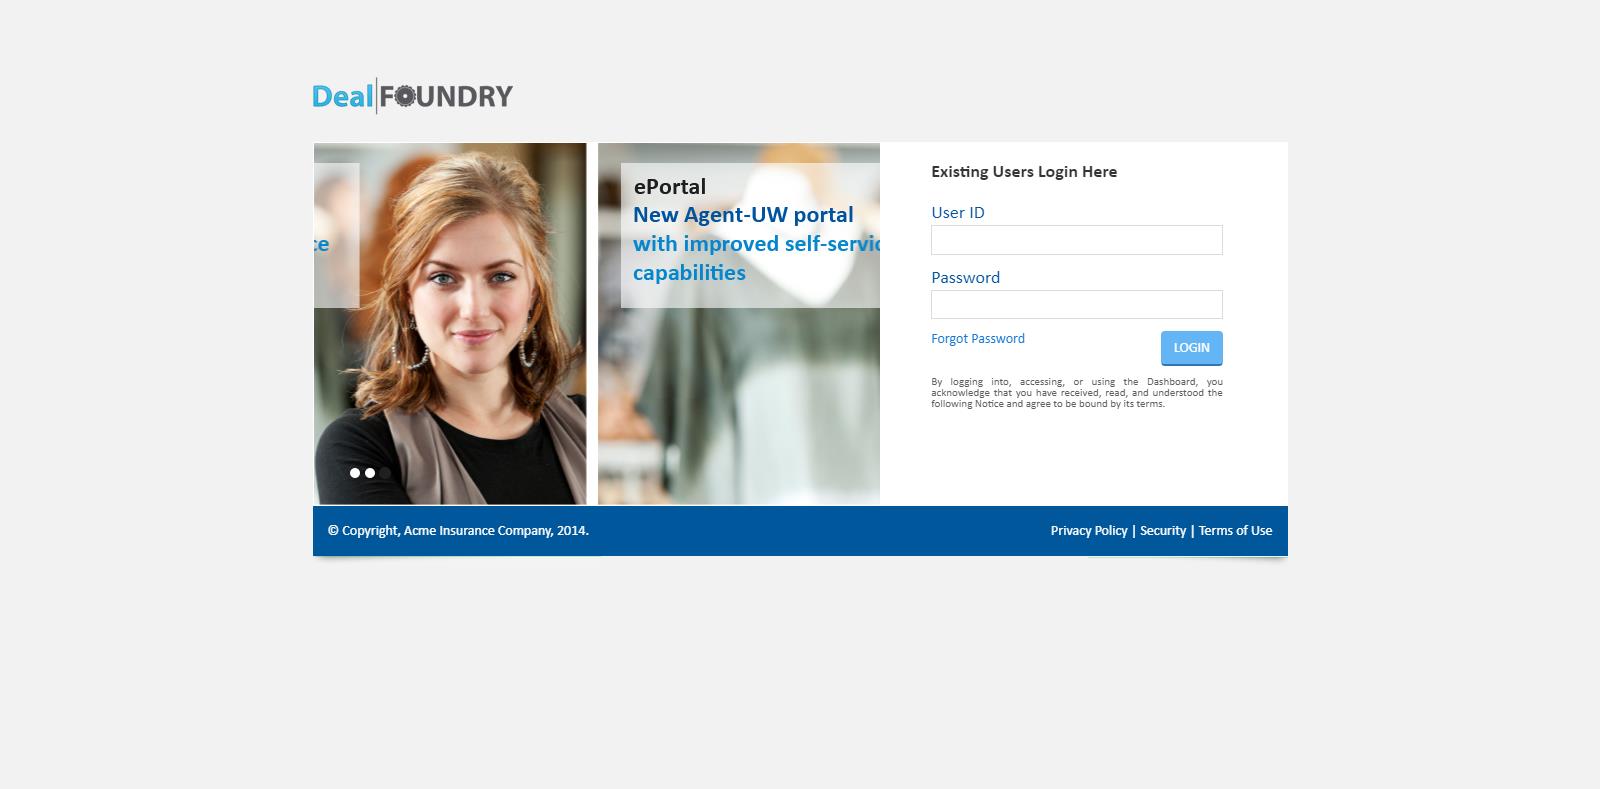 Deal FOUNDRY
ce
ePortal
New Agent-UW portal
with improved self-servic
capabilities
Existing Users Login Here
User ID
Password
Forgot Password
LOGIN
By logging into, accessing, or using the Dashboard, you
acknowledge that you have received, read, and understood the
following Notice and agree to be bound by its terms.
© Copyright, Acme Insurance Company, 2014.
Privacy Policy | Security | Terms of Use